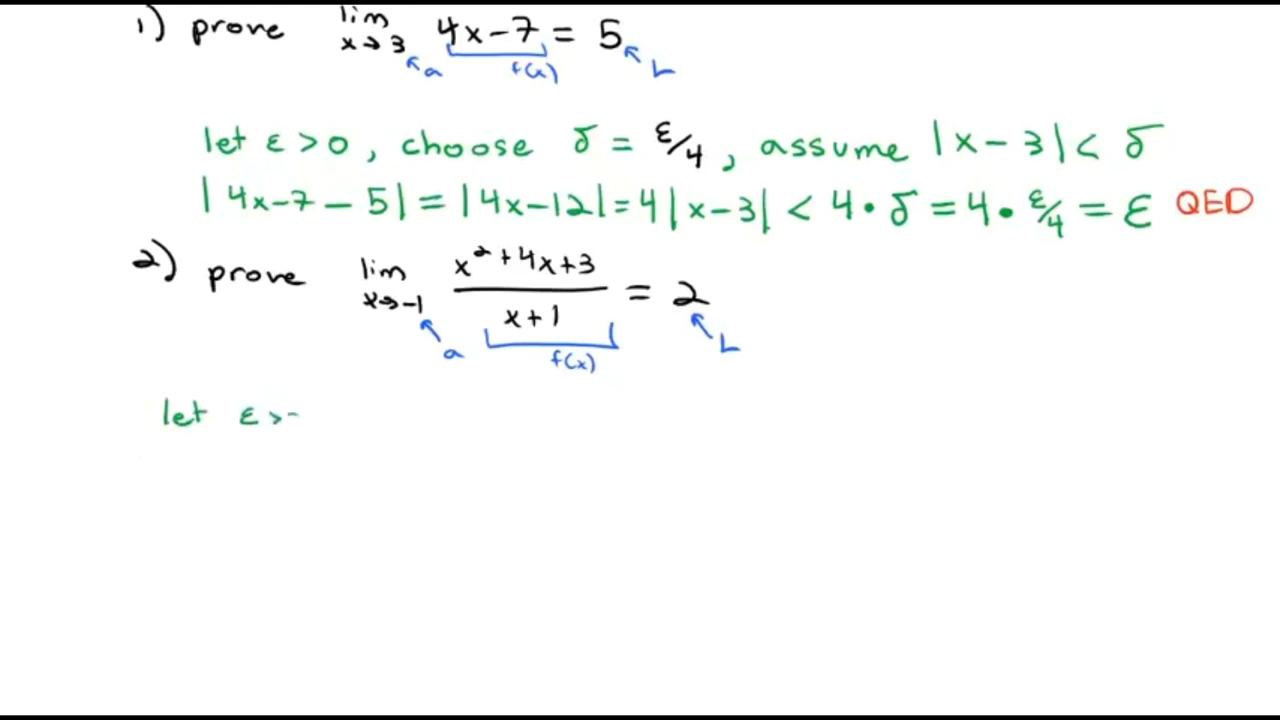 1) prove lim x→3 4x-7 = 5
a f(x) L
let ε > 0, choose δ = ε/4, assume |x-3| < δ
|4x-7-5| = |4x-12| = 4|x-3| < 4·δ = 4·ε/4 = ε QED
2) prove lim x→-1 x²+4x+3 / x+1 = 2
a f(x) L
let ε >-